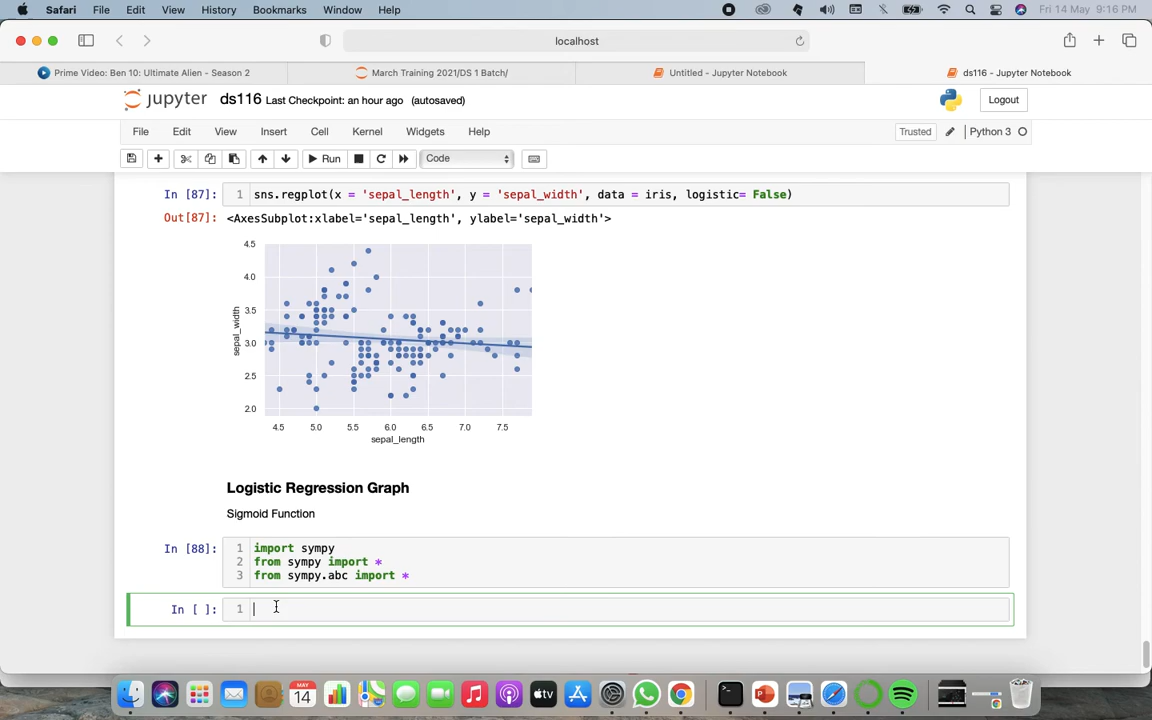 Safari File Edit View History Bookmarks Window Help Fri 14 May 9:16 PM
localhost
Prime Video: Ben 10: Ultimate Alien - Season 2 March Training 2021/DS 1 Batch/ Untitled - Jupyter Notebook ds116 - Jupyter Notebook
jupyter ds116 Last Checkpoint: an hour ago (autosaved) Logout
File Edit View Insert Cell Kernel Widgets Help Trusted Python 3
Run Code
In [87]: 1 sns.regplot(x = 'sepal_length', y = 'sepal_width', data = iris, logistic= False)
Out[87]: <AxesSubplot:xlabel='sepal_length', ylabel='sepal_width'>
4.5
4.0
3.5
3.0
2.5
2.0
sepal_width
4.5 5.0 5.5 6.0 6.5 7.0 7.5
sepal_length
Logistic Regression Graph
Sigmoid Function
In [88]: 1 import sympy
2 from sympy import *
3 from sympy.abc import *
In [ ]: 1
MAY
14
tv